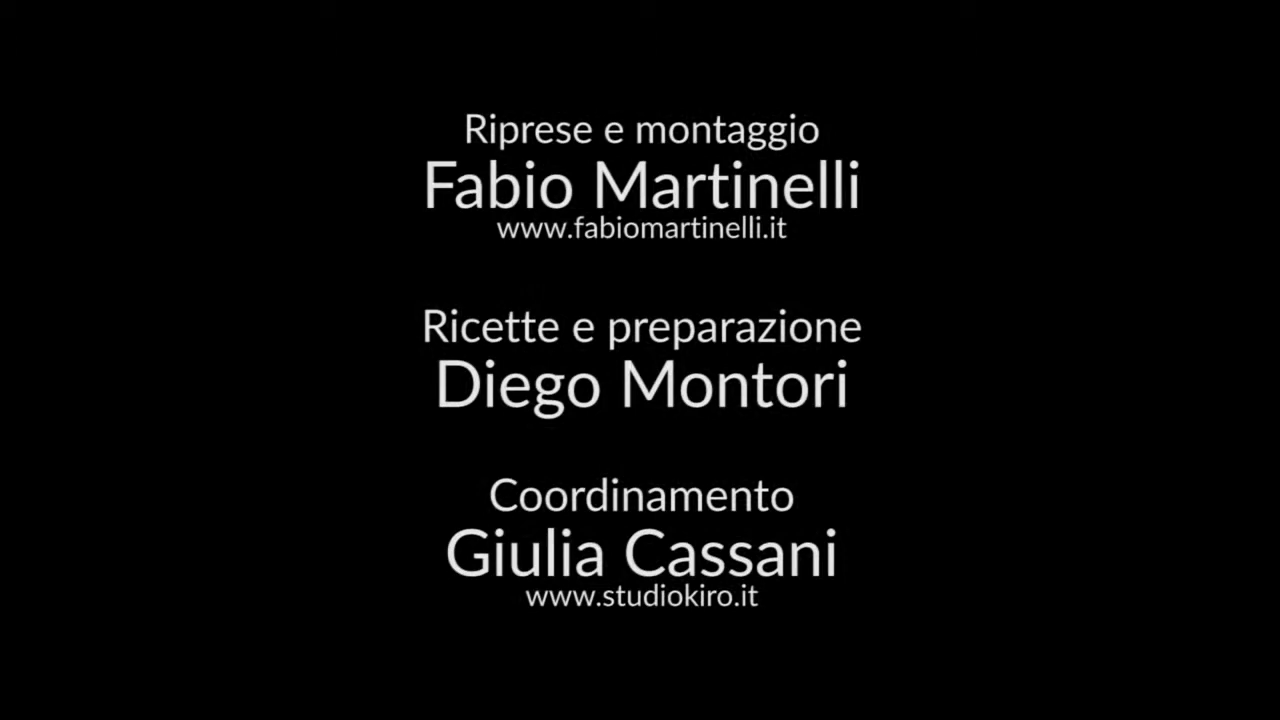 Riprese e montaggio
Fabio Martinelli
www.fabiomartinelli.it
Ricette e preparazione
Diego Montori
Coordinamento
Giulia Cassani
www.studiokiro.it